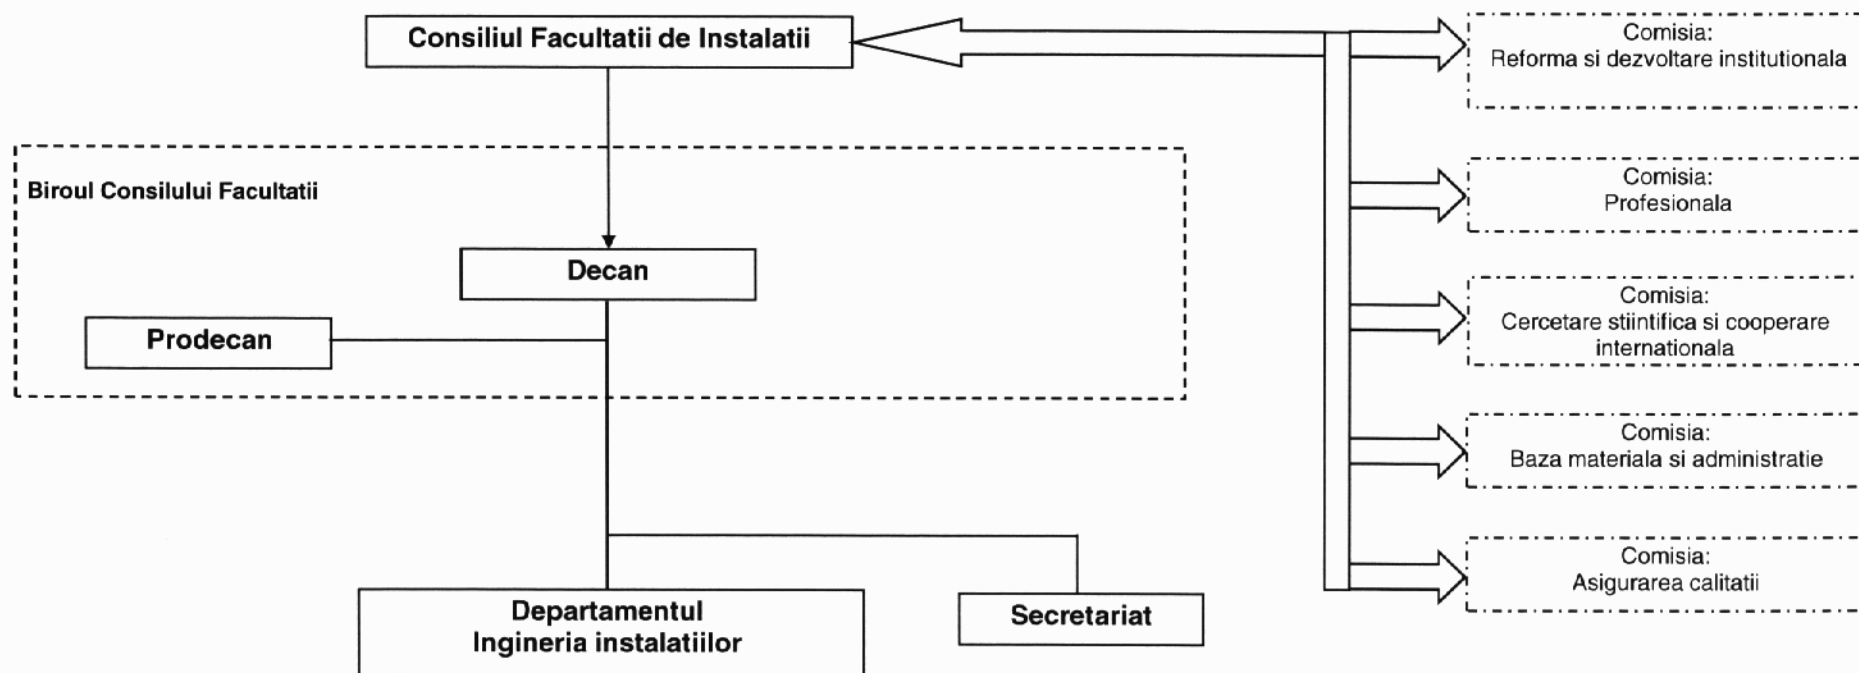 Consiliul Facultatii de Instalatii
Biroul Consilului Facultatii
Decan
Prodecan
Departamentul
Ingineria instalatiilor
Secretariat
Comisia:
Reforma si dezvoltare institutionala
Comisia:
Profesionala
Comisia:
Cercetare stiintifica si cooperare
internationala
Comisia:
Baza materiala si administratie
Comisia:
Asigurarea calitatii